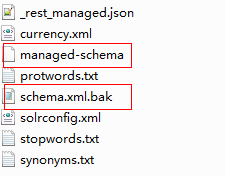 _rest_managed.json
currency.xml
managed-schema
protwords.txt
schema.xml.bak
solrconfig.xml
stopwords.txt
synonyms.txt